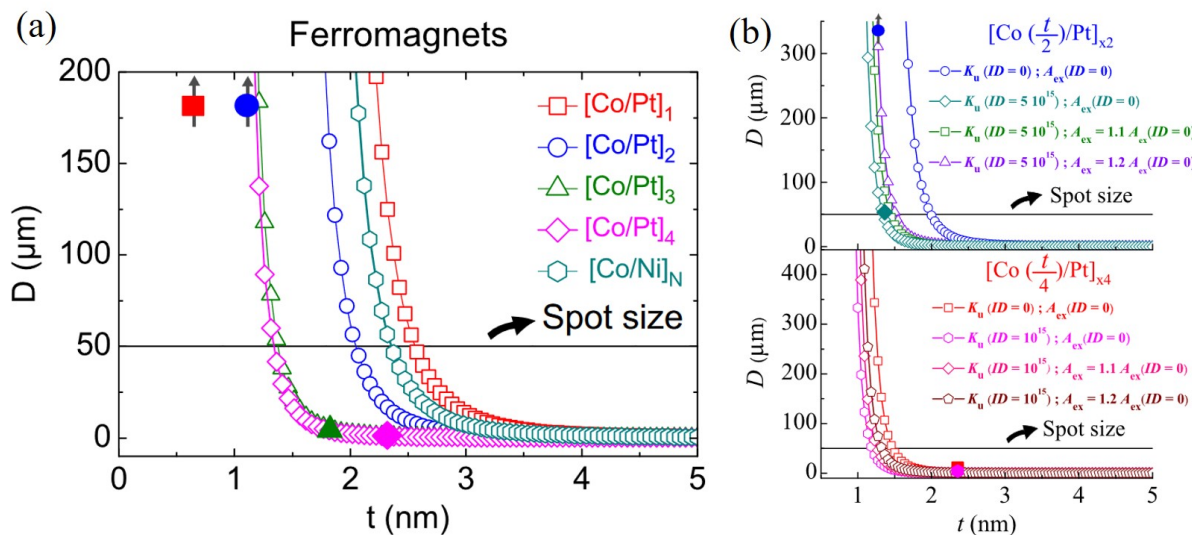 (a)
Ferromagnets
200
150
100
50
0
D (μm)
[Co/Pt]1
[Co/Pt]2
[Co/Pt]3
[Co/Pt]4
[Co/Ni]N
Spot size
0 1 2 3 4 5
t (nm)
(b)
[Co (t/2)/Pt]x2
300
200
100
0
D (μm)
Ku (ID = 0) ; Aex(ID= 0)
Ku (ID = 5 10^15) ; Aex(ID= 0)
Ku (ID = 5 10^15) ; Aex = 1.1 Aex(ID= 0)
Ku (ID = 5 10^15) ; Aex = 1.2 Aex(ID= 0)
Spot size
[Co (t/4)/Pt]x4
400
300
200
100
0
D (μm)
Ku (ID = 0) ; Aex(ID= 0)
Ku (ID = 10^15) ; Aex(ID= 0)
Ku (ID = 10^15) ; Aex = 1.1 Aex(ID= 0)
Ku (ID = 10^15) ; Aex = 1.2 Aex(ID= 0)
Spot size
1 2 3 4 5
t (nm)